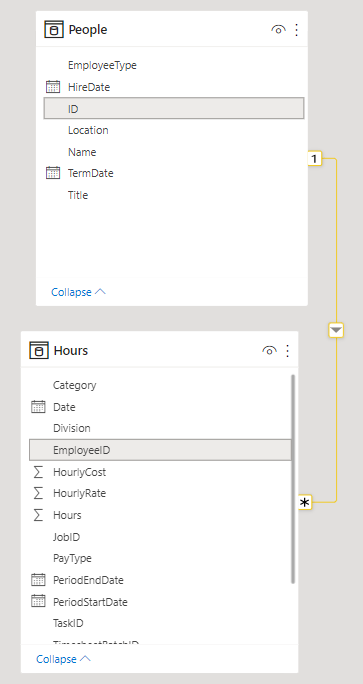 People
EmployeeType
HireDate
ID
Location
Name
TermDate
Title
Collapse
1
Hours
Category
Date
Division
EmployeeID
HourlyCost
HourlyRate
Hours
JobID
PayType
PeriodEndDate
PeriodStartDate
TaskID
TimesheetBatchID
Collapse
*